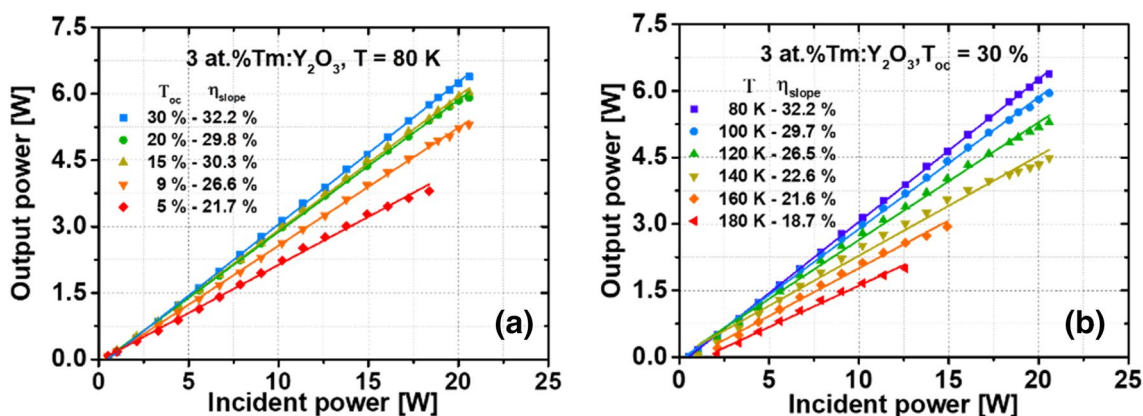 7.5
6.0
4.5
3.0
1.5
0.0
Output power [W]
3 at.%Tm:Y₂O₃, T = 80 K
T_oc η_slope
30 % - 32.2 %
20 % - 29.8 %
15 % - 30.3 %
9 % - 26.6 %
5 % - 21.7 %
(a)
0 5 10 15 20 25
Incident power [W]
7.5
6.0
4.5
3.0
1.5
0.0
Output power [W]
3 at.%Tm:Y₂O₃,T_oc = 30 %
T η_slope
80 K - 32.2 %
100 K - 29.7 %
120 K - 26.5 %
140 K - 22.6 %
160 K - 21.6 %
180 K - 18.7 %
(b)
0 5 10 15 20 25
Incident power [W]